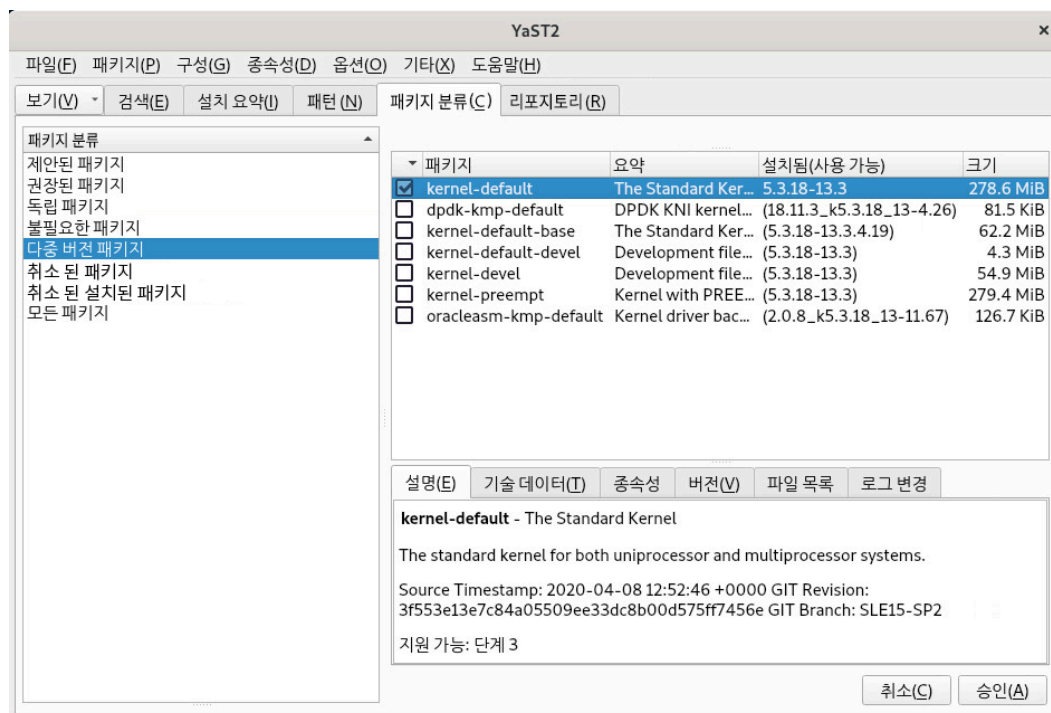 YaST2 ×
파일(F) 패키지(P) 구성(G) 종속성(D) 옵션(O) 기타(X) 도움말(H)
보기(V) 검색(E) 설치 요약(I) 패턴(N) 패키지 분류(C) 리포지토리(R)
패키지 분류
제안된 패키지
권장된 패키지
독립 패키지
불필요한 패키지
다중 버전 패키지
취소 된 패키지
취소 된 설치된 패키지
모든 패키지
패키지 요약 설치됨(사용 가능) 크기
kernel-default The Standard Ker... 5.3.18-13.3 278.6 MiB
dpdk-kmp-default DPDK KNI kernel... (18.11.3_k5.3.18_13-4.26) 81.5 KiB
kernel-default-base The Standard Ker... (5.3.18-13.3.4.19) 62.2 MiB
kernel-default-devel Development file... (5.3.18-13.3) 4.3 MiB
kernel-devel Development file... (5.3.18-13.3) 54.9 MiB
kernel-preempt Kernel with PREE... (5.3.18-13.3) 279.4 MiB
oracleasm-kmp-default Kernel driver bac... (2.0.8_k5.3.18_13-11.67) 126.7 KiB
설명(E) 기술 데이터(T) 종속성 버전(V) 파일 목록 로그 변경
kernel-default - The Standard Kernel
The standard kernel for both uniprocessor and multiprocessor systems.
Source Timestamp: 2020-04-08 12:52:46 +0000 GIT Revision:
3f553e13e7c84a05509ee33dc8b00d575ff7456e GIT Branch: SLE15-SP2
지원 가능: 단계 3
취소(C) 승인(A)